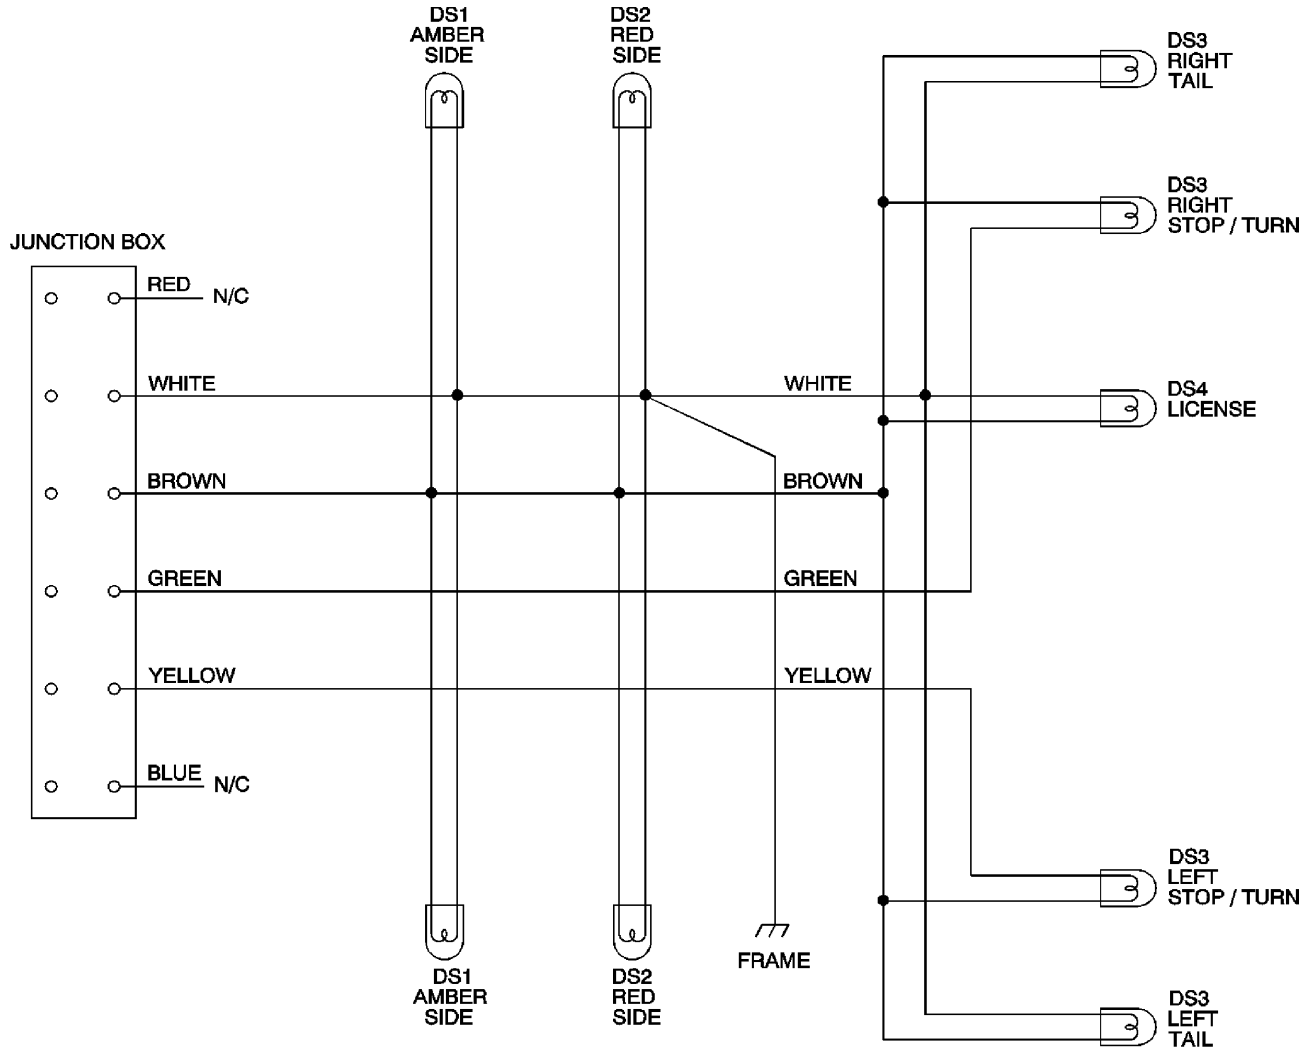 DS1
AMBER
SIDE
DS2
RED
SIDE
DS3
RIGHT
TAIL
DS3
RIGHT
STOP / TURN
JUNCTION BOX
RED
N/C
WHITE
WHITE
DS4
LICENSE
BROWN
BROWN
GREEN
GREEN
YELLOW
YELLOW
BLUE
N/C
DS3
LEFT
STOP / TURN
FRAME
DS1
AMBER
SIDE
DS2
RED
SIDE
DS3
LEFT
TAIL